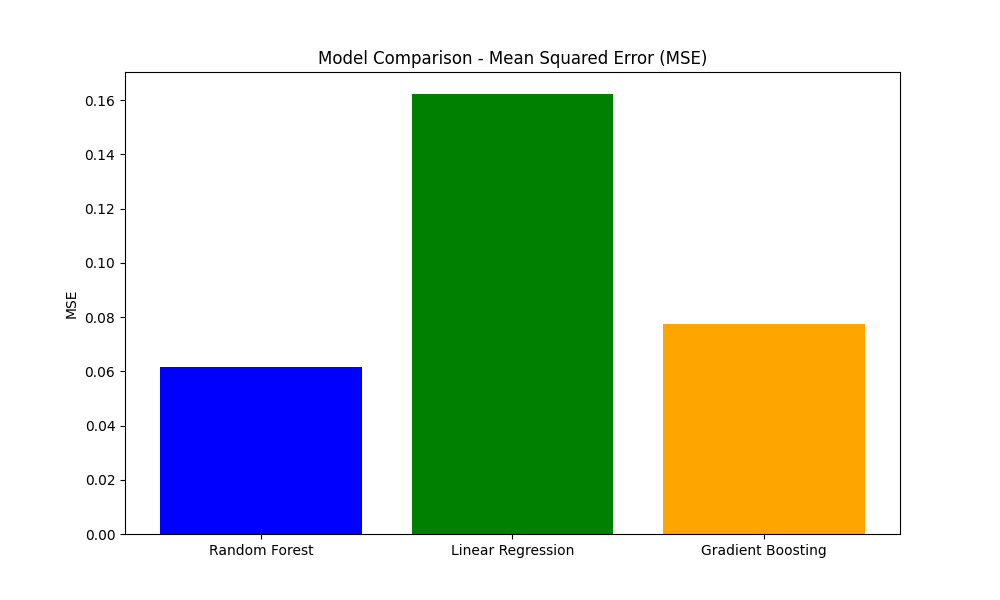 Model Comparison - Mean Squared Error (MSE)
0.16
0.14
0.12
0.10
0.08
0.06
0.04
0.02
0.00
MSE
Random Forest
Linear Regression
Gradient Boosting